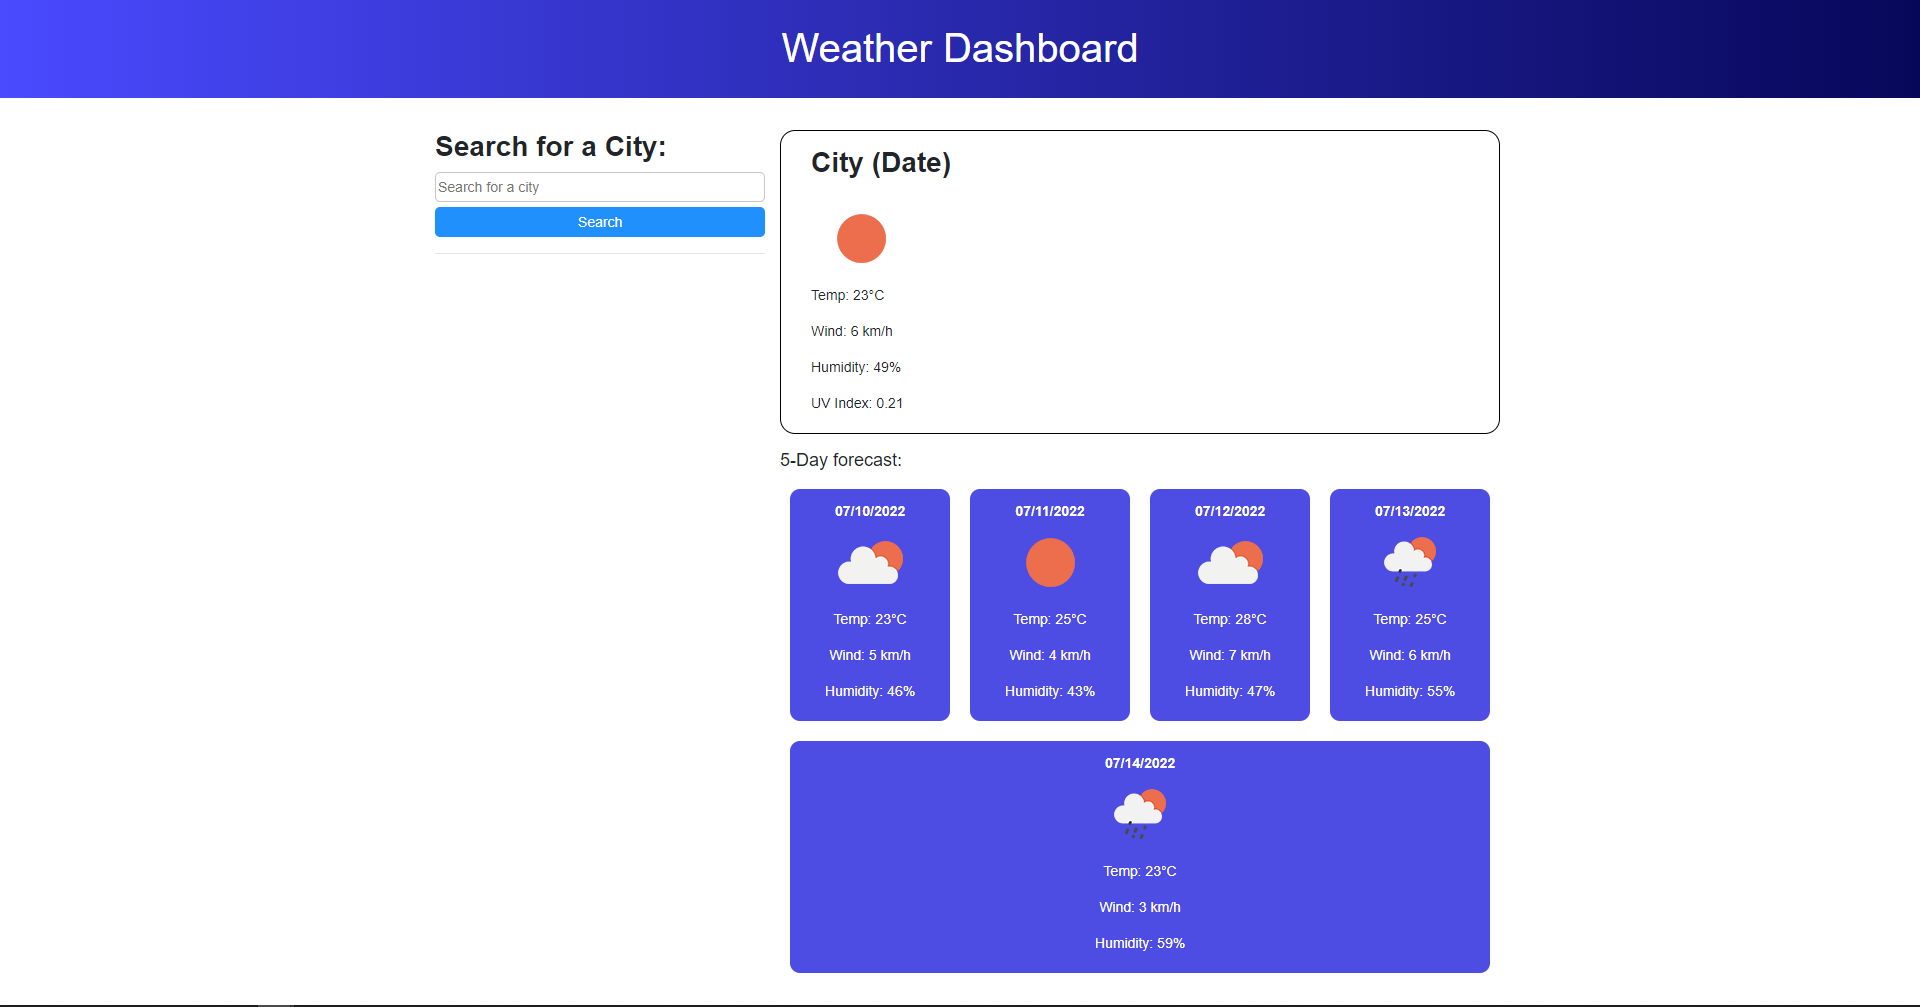 Weather Dashboard
Search for a City:
Search for a city
Search
City (Date)
Temp: 23°C
Wind: 6 km/h
Humidity: 49%
UV Index: 0.21
5-Day forecast:
07/10/2022
Temp: 23°C
Wind: 5 km/h
Humidity: 46%
07/11/2022
Temp: 25°C
Wind: 4 km/h
Humidity: 43%
07/12/2022
Temp: 28°C
Wind: 7 km/h
Humidity: 47%
07/13/2022
Temp: 25°C
Wind: 6 km/h
Humidity: 55%
07/14/2022
Temp: 23°C
Wind: 3 km/h
Humidity: 59%